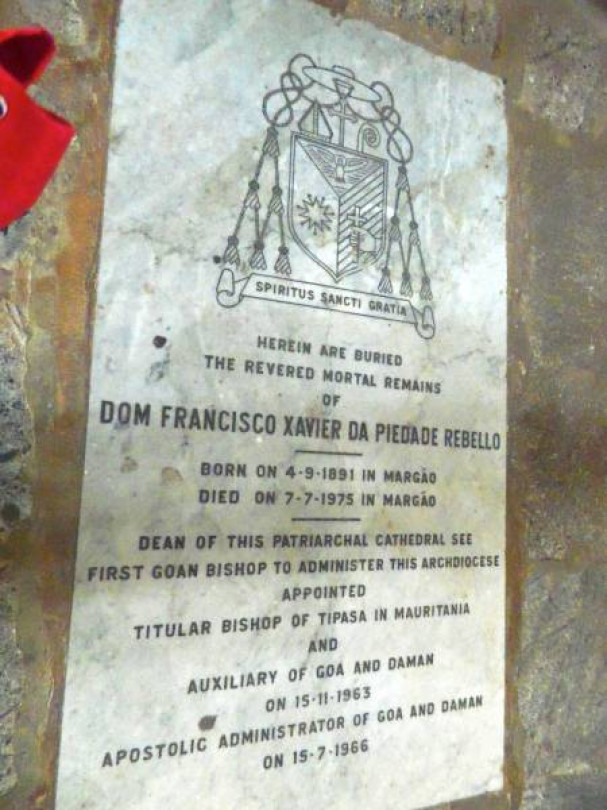 SPIRITUS SANCTI GRATIA
HEREIN ARE BURIED
THE REVERED MORTAL REMAINS
OF
DOM FRANCISCO XAVIER DA PIEDADE REBELLO
BORN ON 4-9-1891 IN MARGÃO
DIED ON 7-7-1975 IN MARGÃO
DEAN OF THIS PATRIARCHAL CATHEDRAL SEE
FIRST GOAN BISHOP TO ADMINISTER THIS ARCHDIOCESE
APPOINTED
TITULAR BISHOP OF TIPASA IN MAURITANIA
AND
AUXILIARY OF GOA AND DAMAN
ON 15-11-1963
APOSTOLIC ADMINISTRATOR OF GOA AND DAMAN
ON 15-7-1966